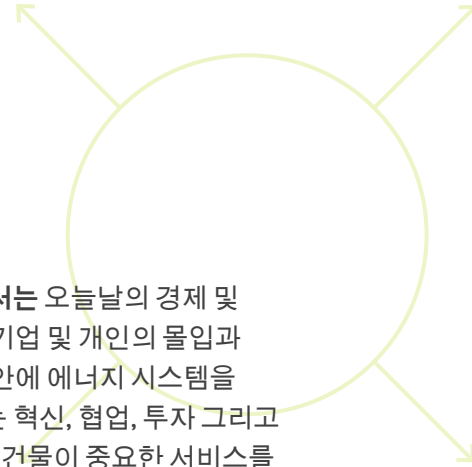 서는 오늘날의 경제 및
기업 및 개인의 몰입과
안에 에너지 시스템을
는 혁신, 협업, 투자 그리고
건물이 중요한 서비스를